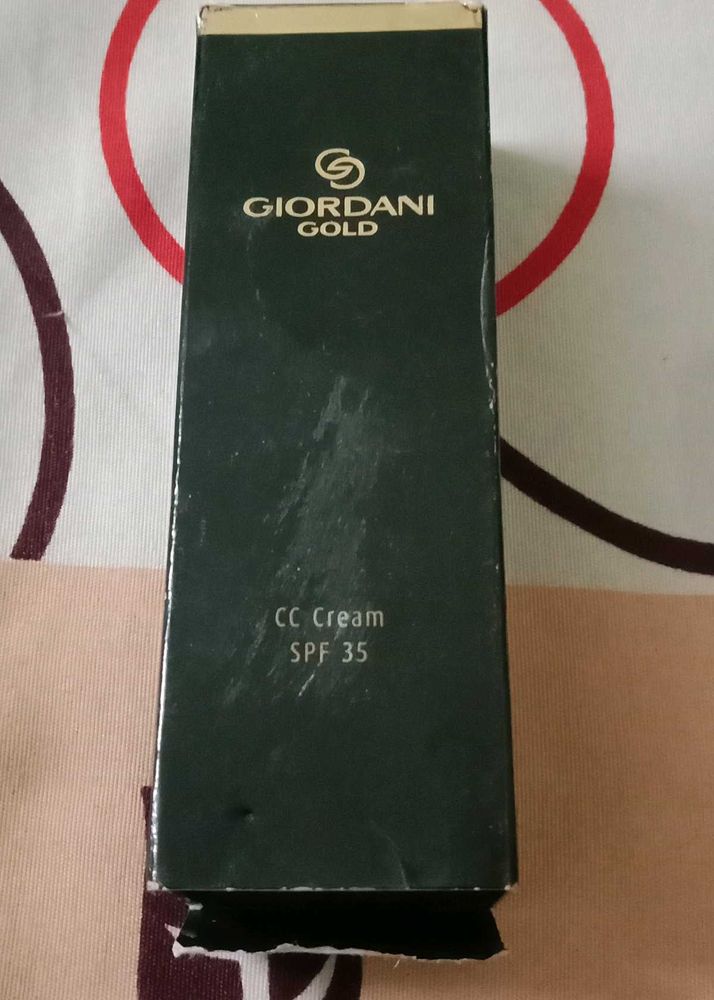 GIORDANI
GOLD
CC Cream
SPF 35